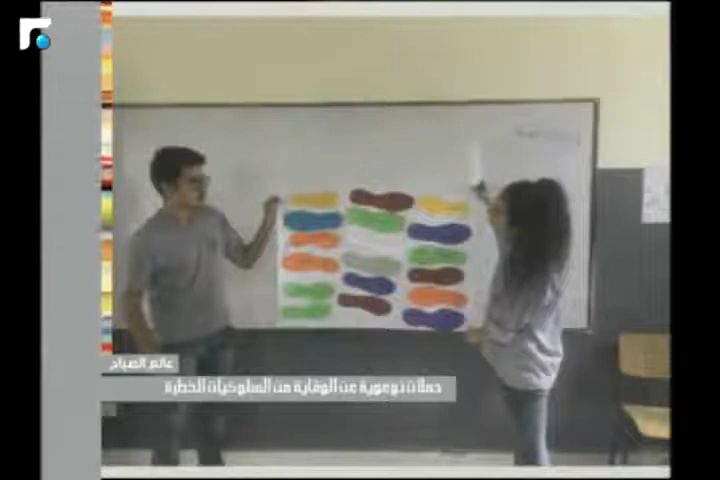 عالم الصباح
حملات توعوية عن الوقاية من السلوكيات الخطرة